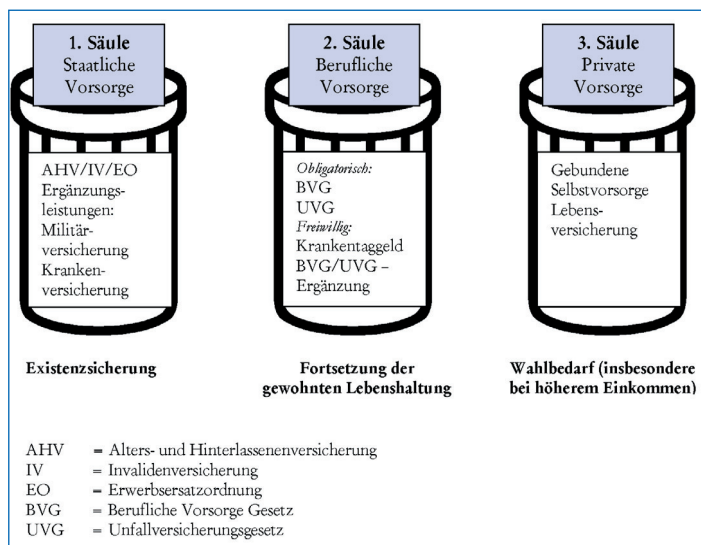 1. Säule
Staatliche
Vorsorge
AHV/IV/EO
Ergänzungs-
leistungen:
Militär-
versicherung
Kranken-
versicherung
Existenzsicherung
2. Säule
Berufliche
Vorsorge
Obligatorisch:
BVG
UVG
Freiwillig:
Krankentaggeld
BVG/UVG –
Ergänzung
Fortsetzung der
gewohnten Lebenshaltung
3. Säule
Private
Vorsorge
Gebundene
Selbstvorsorge
Lebens-
versicherung
Wahlbedarf (insbesondere
bei höherem Einkommen)
AHV = Alters- und Hinterlassenenversicherung
IV = Invalidenversicherung
EO = Erwerbsersatzordnung
BVG = Berufliche Vorsorge Gesetz
UVG = Unfallversicherungsgesetz